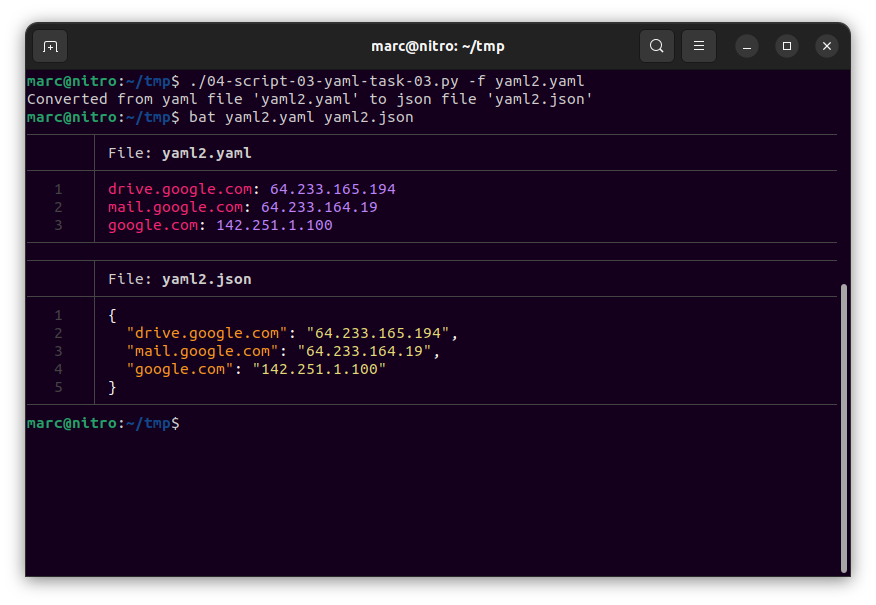 marc@nitro: ~/tmp
marc@nitro:~/tmp$ ./04-script-03-yaml-task-03.py -f yaml2.yaml
Converted from yaml file 'yaml2.yaml' to json file 'yaml2.json'
marc@nitro:~/tmp$ bat yaml2.yaml yaml2.json
File: yaml2.yaml
1 drive.google.com: 64.233.165.194
2 mail.google.com: 64.233.164.19
3 google.com: 142.251.1.100
File: yaml2.json
1 {
2   "drive.google.com": "64.233.165.194",
3   "mail.google.com": "64.233.164.19",
4   "google.com": "142.251.1.100"
5 }
marc@nitro:~/tmp$